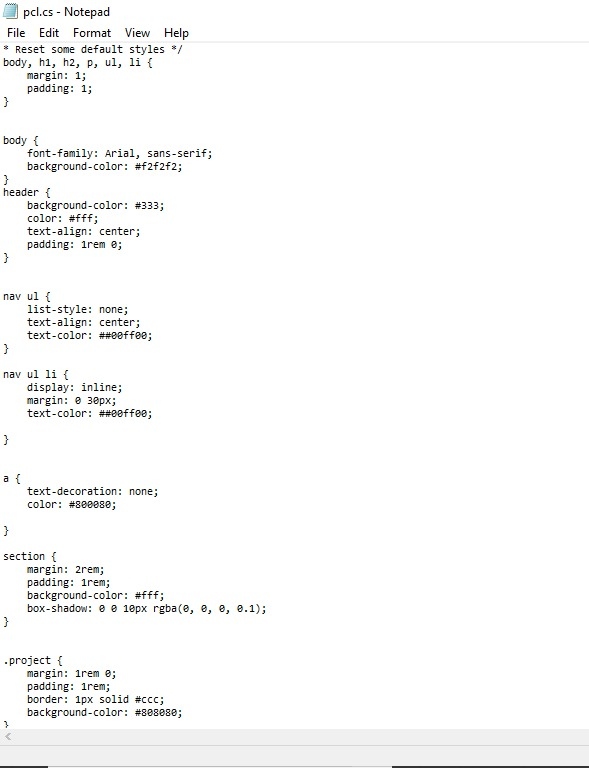 pcl.cs - Notepad
File Edit Format View Help
* Reset some default styles */
body, h1, h2, p, ul, li {
    margin: 1;
    padding: 1;
}
body {
    font-family: Arial, sans-serif;
    background-color: #f2f2f2;
}
header {
    background-color: #333;
    color: #fff;
    text-align: center;
    padding: 1rem 0;
}
nav ul {
    list-style: none;
    text-align: center;
    text-color: ##00ff00;
}
nav ul li {
    display: inline;
    margin: 0 30px;
    text-color: ##00ff00;
}
a {
    text-decoration: none;
    color: #800080;
}
section {
    margin: 2rem;
    padding: 1rem;
    background-color: #fff;
    box-shadow: 0 0 10px rgba(0, 0, 0, 0.1);
}
.project {
    margin: 1rem 0;
    padding: 1rem;
    border: 1px solid #ccc;
    background-color: #808080;
}